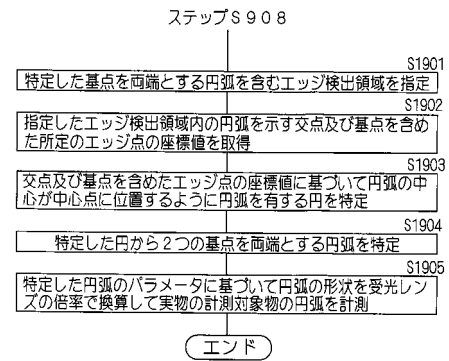 ステップS908
S1901
特定した基点を両端とする円弧を含むエッジ検出領域を指定
S1902
指定したエッジ検出領域内の円弧を示す交点及び基点を含め
た所定のエッジ点の座標値を取得
S1903
交点及び基点を含めたエッジ点の座標値に基づいて円弧の中
心が中心点に位置するように円弧を有する円を特定
S1904
特定した円から2つの基点を両端とする円弧を特定
S1905
特定した円弧のパラメータに基づいて円弧の形状を受光レン
ズの倍率で換算して実物の計測対象物の円弧を計測
エンド